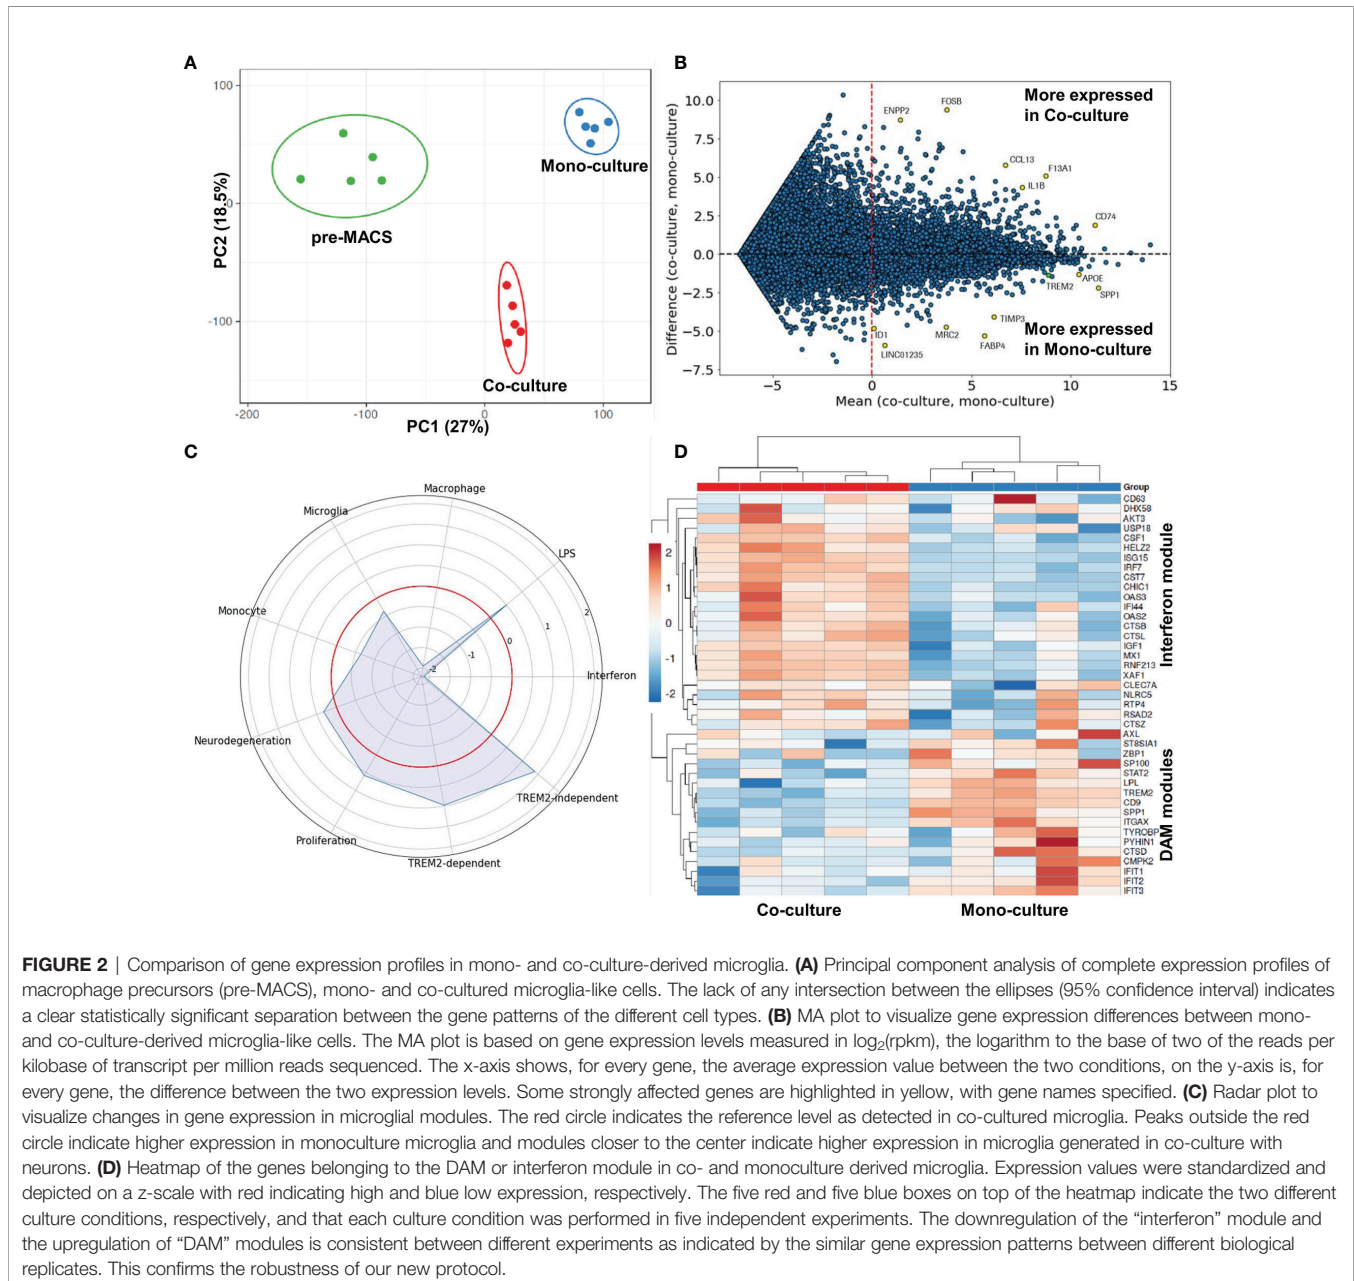 A
100
0
-100
-200
-100
0
100
PC2 (18.5%)
PC1 (27%)
Mono-culture
pre-MACS
Co-culture
B
10.0
7.5
5.0
2.5
0.0
−2.5
−5.0
−7.5
−5
0
5
10
15
Difference (co-culture, mono-culture)
Mean (co-culture, mono-culture)
More expressed
in Co-culture
ENPP2
FOSB
CCL13
F13A1
IL1B
CD74
TREM2
APOE
SPP1
TIMP3
ID1
MRC2
LINC01235
FABP4
More expressed
in Mono-culture
C
Macrophage
Microglia
LPS
Monocyte
Interferon
Neurodegeneration
TREM2-independent
Proliferation
TREM2-dependent
-2
-1
0
1
2
D
2
1
0
-1
-2
Group
CD63
DHX58
AKT3
USP18
CSF1
HELZ2
ISG15
IRF7
CST7
CHIC1
OAS3
IFI44
OAS2
CTSB
CTSL
IGF1
MX1
RNF213
XAF1
CLEC7A
NLRC5
RTP4
RSAD2
CTSZ
AXL
ST8SIA1
ZBP1
SP100
STAT2
LPL
TREM2
CD9
SPP1
ITGAX
TYROBP
PYHIN1
CTSD
CMPK2
IFIT1
IFIT2
IFIT3
Interferon module
DAM modules
Co-culture
Mono-culture
FIGURE 2 | Comparison of gene expression profiles in mono- and co-culture-derived microglia. (A) Principal component analysis of complete expression profiles of
macrophage precursors (pre-MACS), mono- and co-cultured microglia-like cells. The lack of any intersection between the ellipses (95% confidence interval) indicates
a clear statistically significant separation between the gene patterns of the different cell types. (B) MA plot to visualize gene expression differences between mono-
and co-culture-derived microglia-like cells. The MA plot is based on gene expression levels measured in log2(rpkm), the logarithm to the base of two of the reads per
kilobase of transcript per million reads sequenced. The x-axis shows, for every gene, the average expression value between the two conditions, on the y-axis is, for
every gene, the difference between the two expression levels. Some strongly affected genes are highlighted in yellow, with gene names specified. (C) Radar plot to
visualize changes in gene expression in microglial modules. The red circle indicates the reference level as detected in co-cultured microglia. Peaks outside the red
circle indicate higher expression in monoculture microglia and modules closer to the center indicate higher expression in microglia generated in co-culture with
neurons. (D) Heatmap of the genes belonging to the DAM or interferon module in co- and monoculture derived microglia. Expression values were standardized and
depicted on a z-scale with red indicating high and blue low expression, respectively. The five red and five blue boxes on top of the heatmap indicate the two different
culture conditions, respectively, and that each culture condition was performed in five independent experiments. The downregulation of the “interferon” module and
the upregulation of “DAM” modules is consistent between different experiments as indicated by the similar gene expression patterns between different biological
replicates. This confirms the robustness of our new protocol.